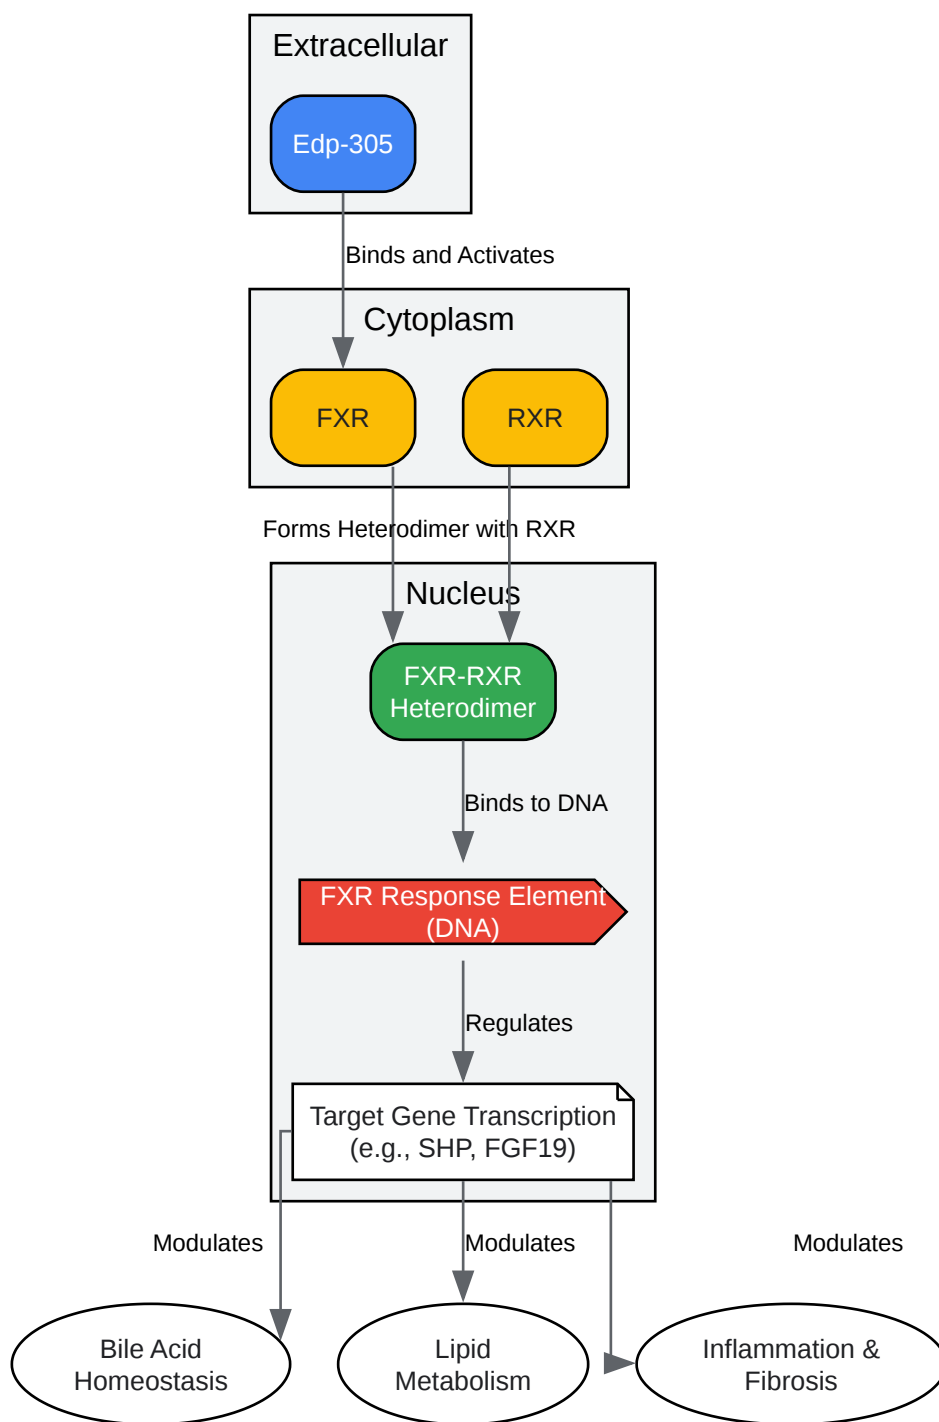 Extracellular
Edp-305
Binds and Activates
Cytoplasm
FXR
RXR
Forms Heterodimer with RXR
Nucleus
FXR-RXR
Heterodimer
Binds to DNA
FXR Response Element
(DNA)
Regulates
Target Gene Transcription
(e.g., SHP, FGF19)
Modulates
Modulates
Modulates
Bile Acid
Homeostasis
Lipid
Metabolism
Inflammation &
Fibrosis